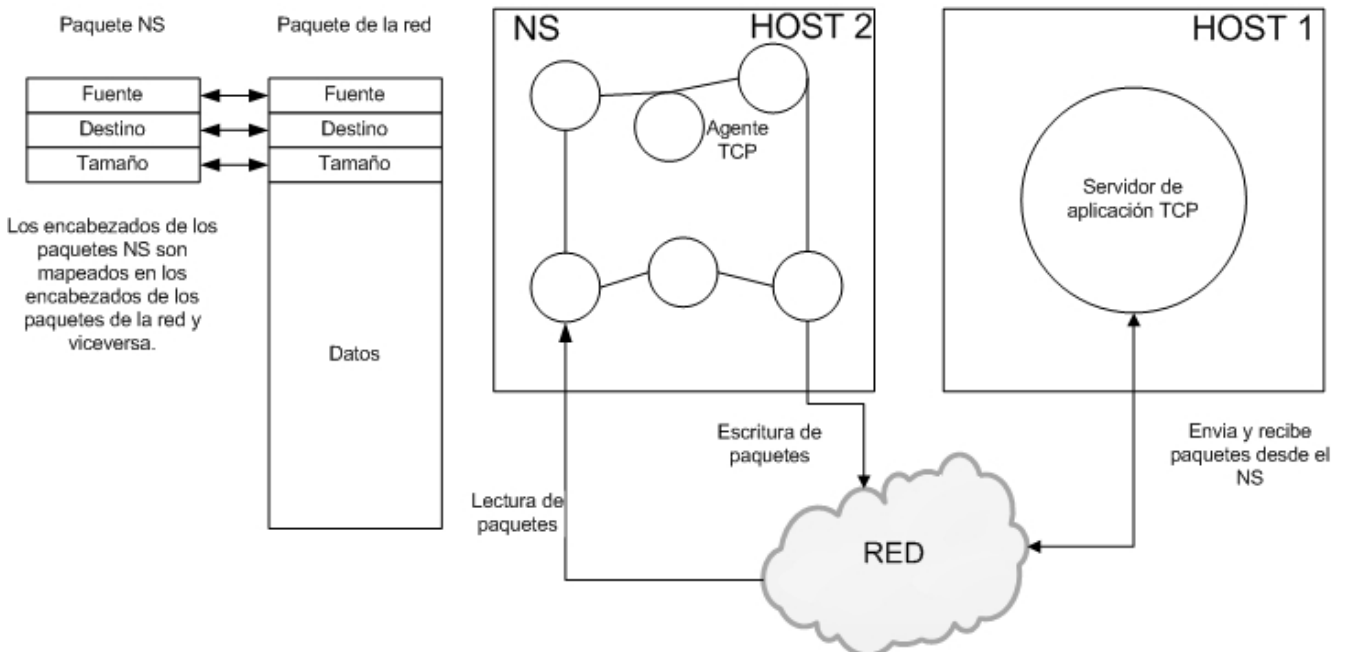 Paquete NS
Paquete de la red
Fuente
Destino
Tamaño
Fuente
Destino
Tamaño
Datos
Los encabezados de los
paquetes NS son
mapeados en los
encabezados de los
paquetes de la red y
viceversa.
NS
HOST 2
Agente
TCP
HOST 1
Servidor de
aplicación TCP
Escritura de
paquetes
Lectura de
paquetes
RED
Envia y recibe
paquetes desde el
NS